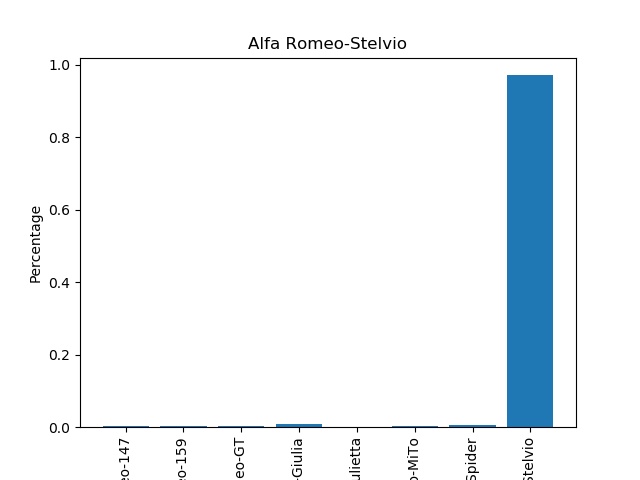 Alfa Romeo-Stelvio
Percentage
1.0
0.8
0.6
0.4
0.2
0.0
eo-147
eo-159
eo-GT
-Giulia
ulietta
o-MiTo
Spider
Stelvio